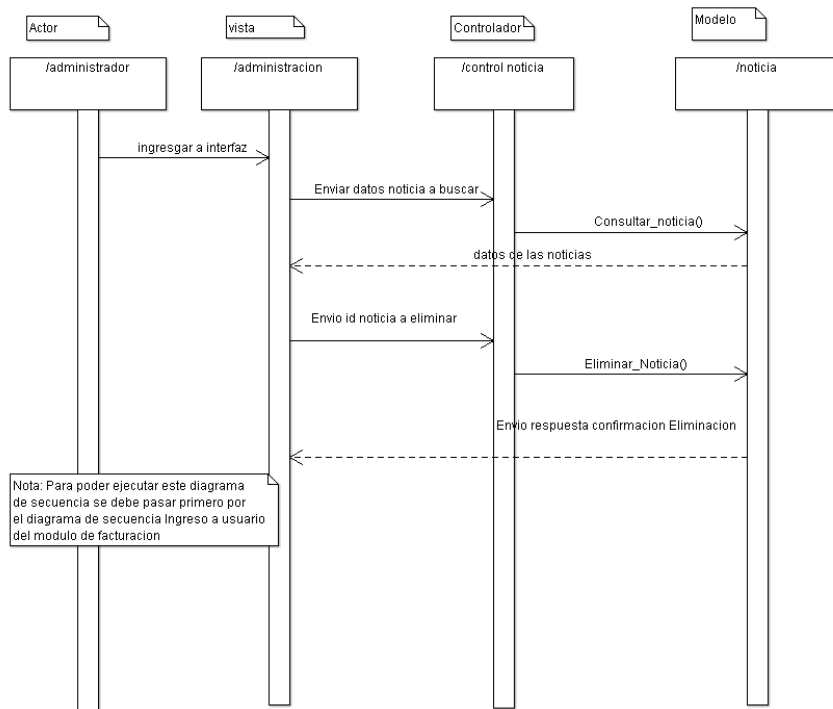 Actor
vista
Controlador
Modelo
/administrador
/administracion
/control noticia
/noticia
ingresgar a interfaz
Enviar datos noticia a buscar
Consultar_noticia()
datos de las noticias
Envio id noticia a eliminar
Eliminar_Noticia()
Envio respuesta confirmacion Eliminacion
Nota: Para poder ejecutar este diagrama
de secuencia se debe pasar primero por
el diagrama de secuencia Ingreso a usuario
del modulo de facturacion